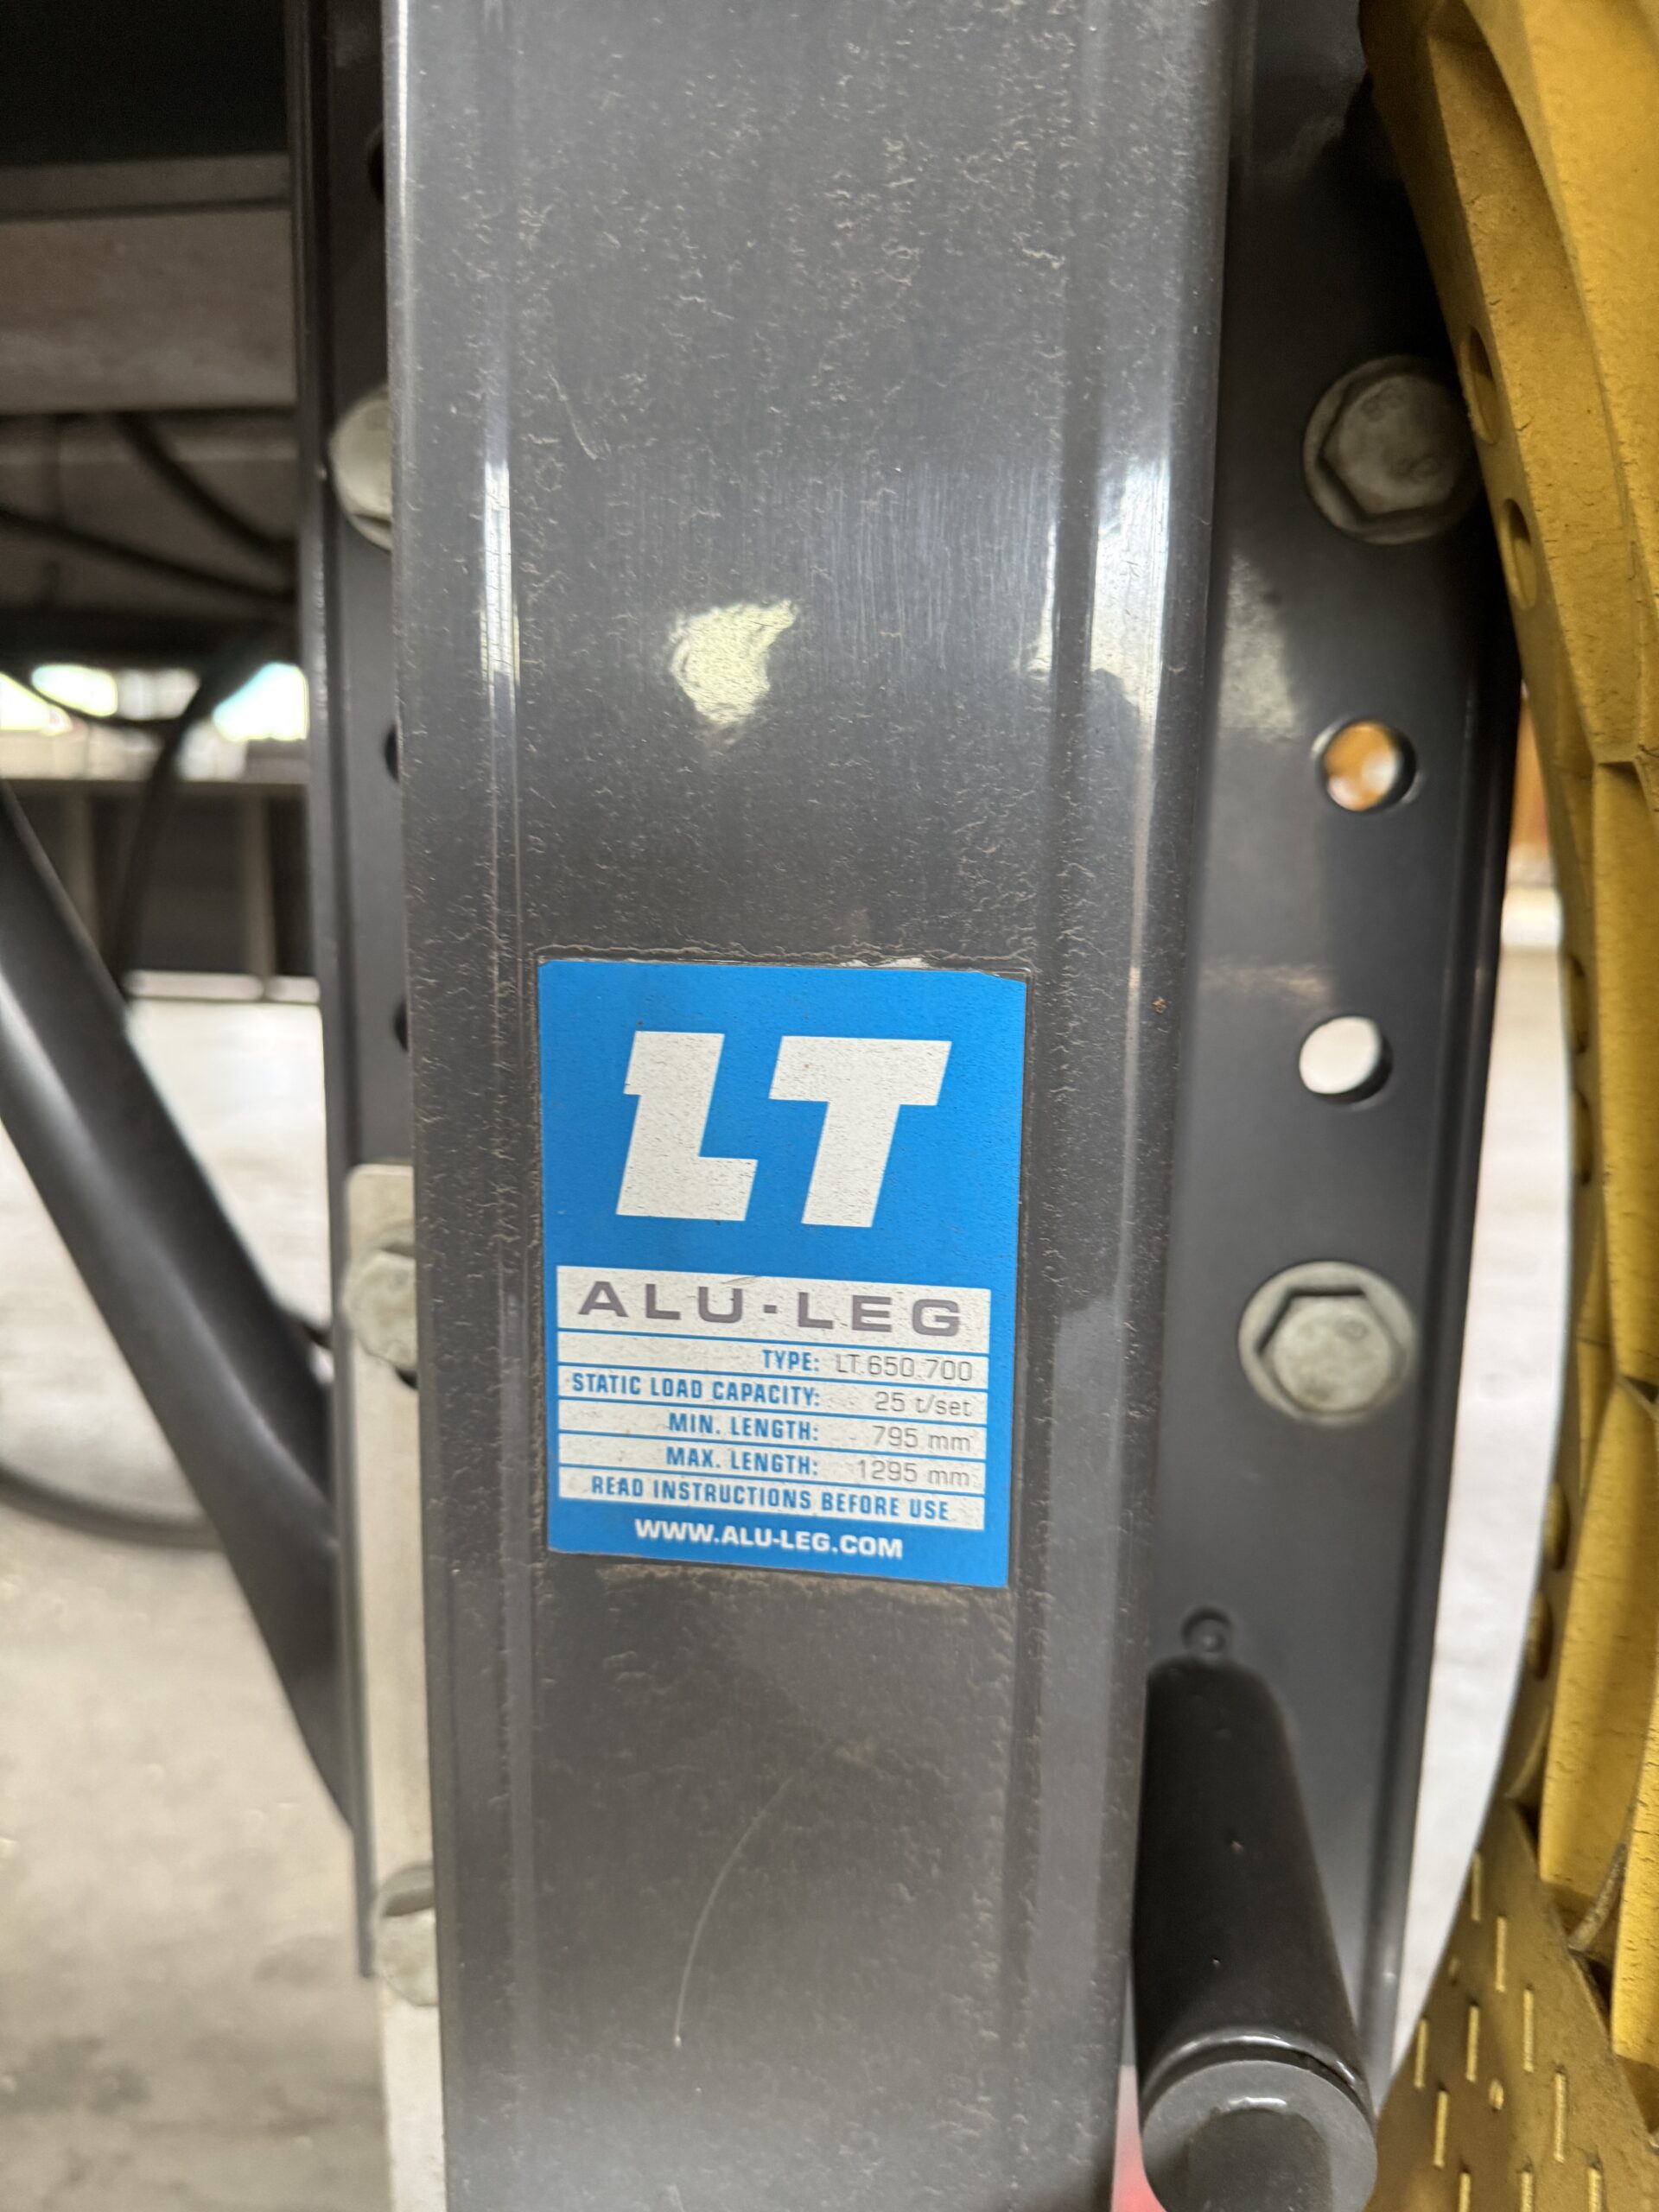 LT
ALU-LEG
TYPE: LT.650.700
STATIC LOAD CAPACITY: 25 t/set
MIN. LENGTH: 795 mm
MAX. LENGTH: 1295 mm
READ INSTRUCTIONS BEFORE USE
WWW.ALU-LEG.COM